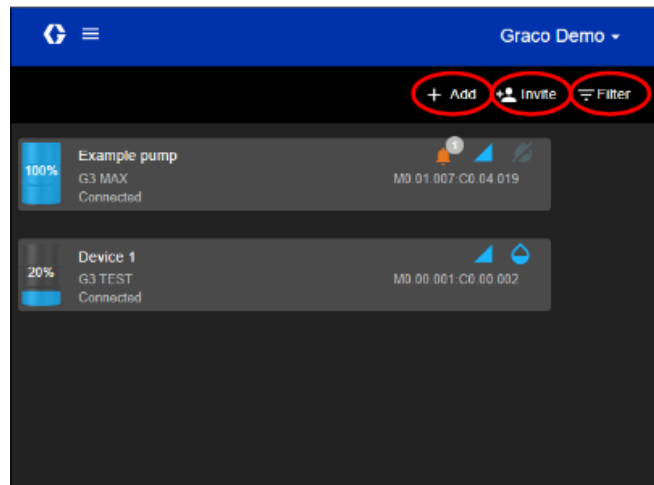 Graco Demo
Add Invite Filter
100%
Example pump
1
G3 MAX
M0.01.007:C0.04.019
Connected
20%
Device 1
G3 TEST
M0.00.001:C0.00.002
Connected